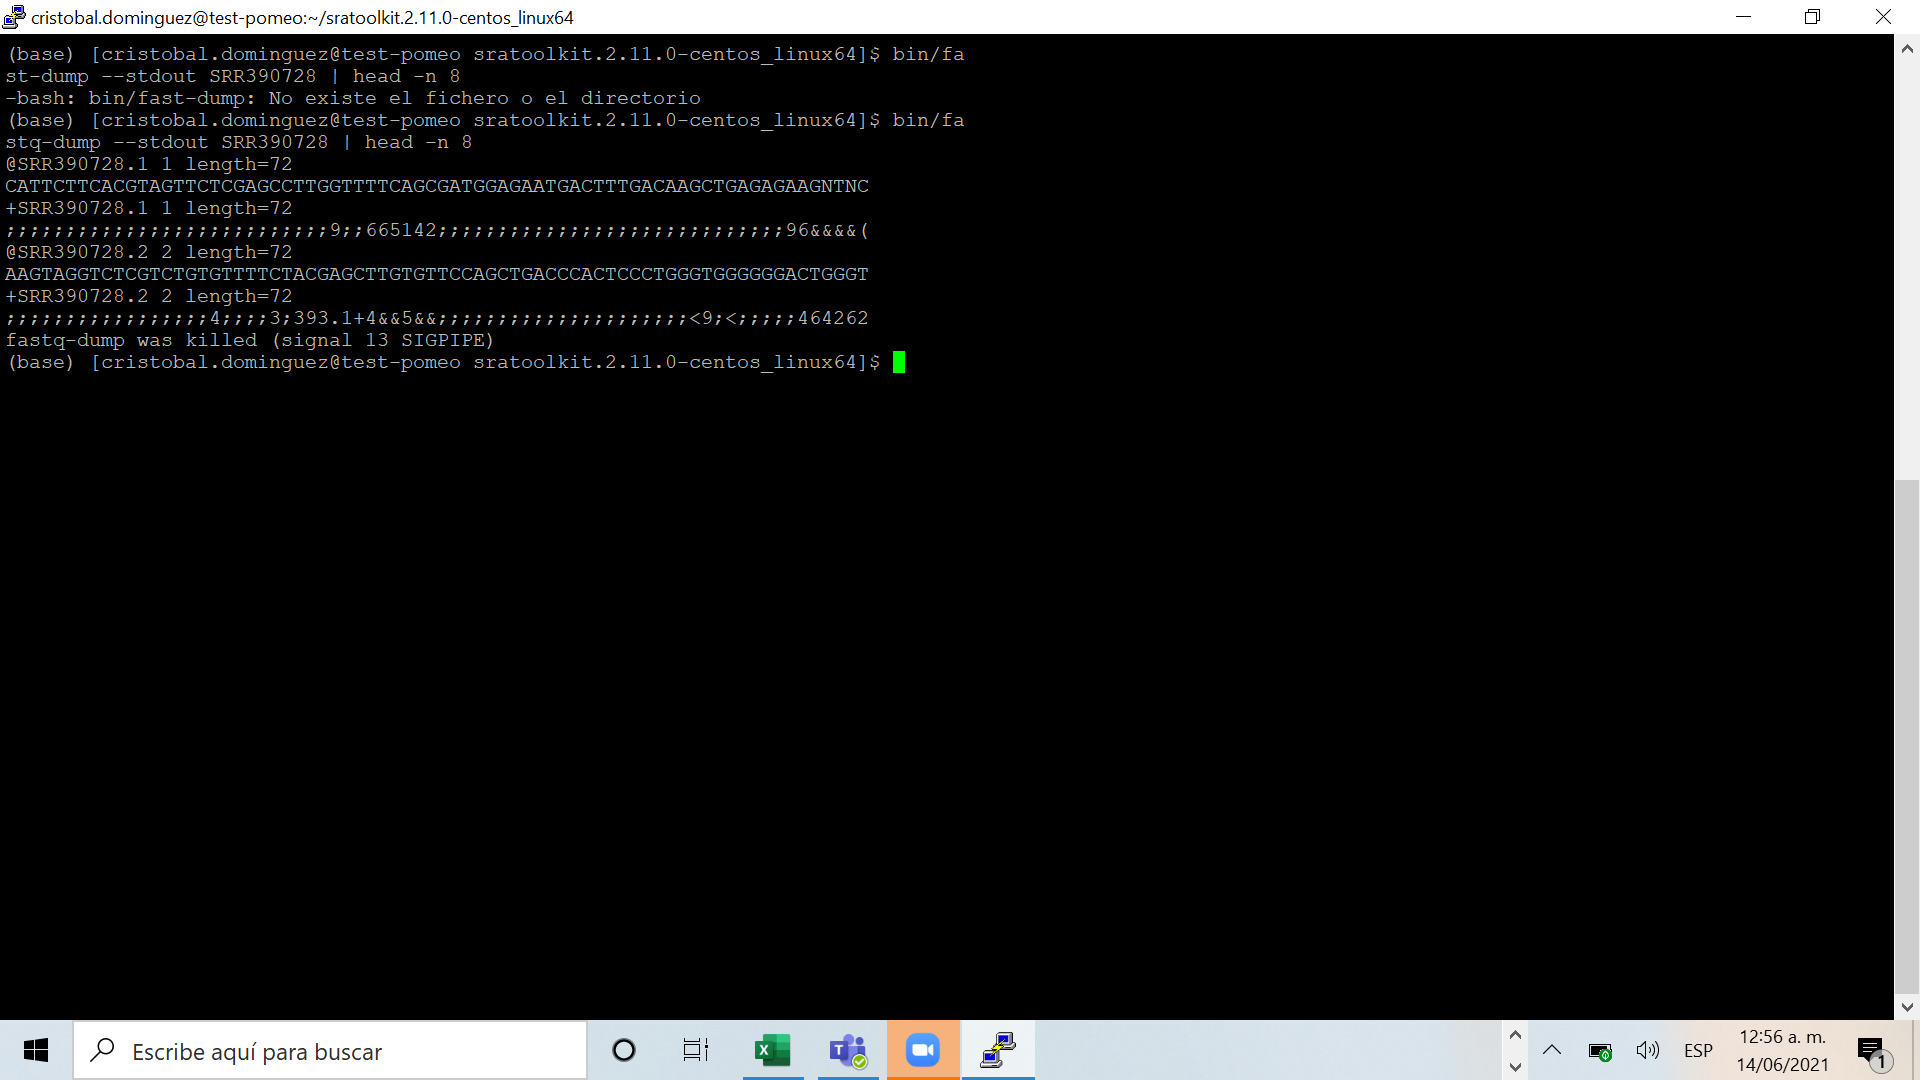 cristobal.dominguez@test-pomeo:~/sratoolkit.2.11.0-centos_linux64
(base) [cristobal.dominguez@test-pomeo sratoolkit.2.11.0-centos_linux64]$ bin/fa
st-dump --stdout SRR390728 | head -n 8
-bash: bin/fast-dump: No existe el fichero o el directorio
(base) [cristobal.dominguez@test-pomeo sratoolkit.2.11.0-centos_linux64]$ bin/fa
stq-dump --stdout SRR390728 | head -n 8
@SRR390728.1 1 length=72
CATTCTTCACGTAGTTCTCGAGCCTTGGTTTTCAGCGATGGAGAATGACTTTGACAAGCTGAGAGAAGNTNC
+SRR390728.1 1 length=72
;;;;;;;;;;;;;;;;;;;;;;;;;;;9;;665142;;;;;;;;;;;;;;;;;;;;;;;;;;;;;96&&&&(
@SRR390728.2 2 length=72
AAGTAGGTCTCGTCTGTGTTTTCTACGAGCTTGTGTTCCAGCTGACCCACTCCCTGGGTGGGGGGACTGGGT
+SRR390728.2 2 length=72
;;;;;;;;;;;;;;;;;4;;;;3;393.1+4&&5&&;;;;;;;;;;;;;;;;;;;;;<9;<;;;;;464262
fastq-dump was killed (signal 13 SIGPIPE)
(base) [cristobal.dominguez@test-pomeo sratoolkit.2.11.0-centos_linux64]$
Escribe aquí para buscar
ESP
12:56 a. m.
14/06/2021
1